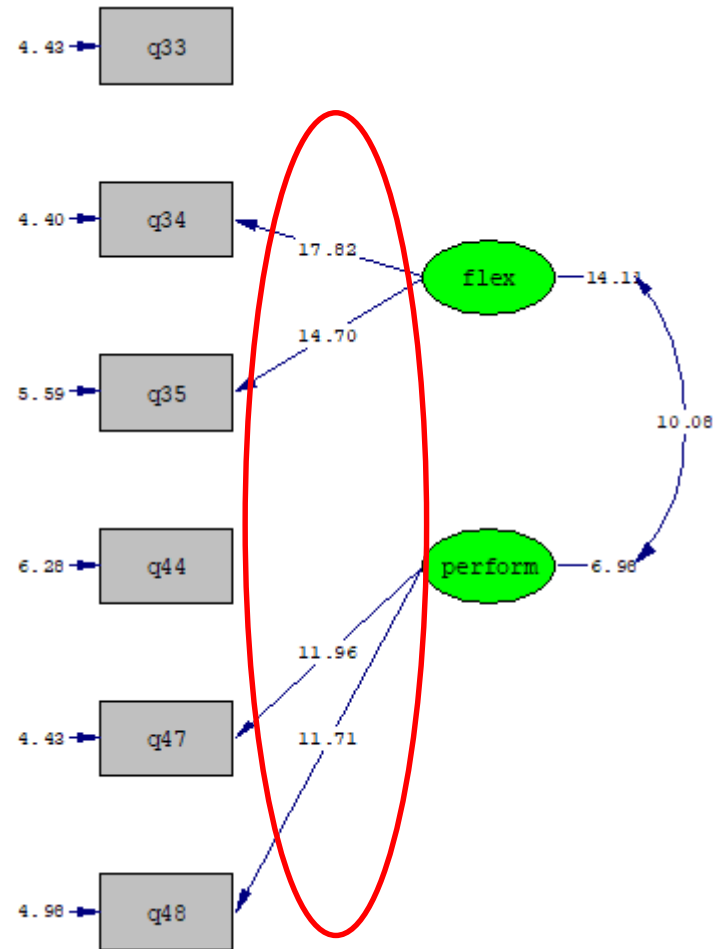 4.43 q33
4.40 q34
17.82
flex 14.11
14.70
5.59 q35
10.08
6.28 q44
perform 6.98
11.96
4.43 q47
11.71
4.98 q48